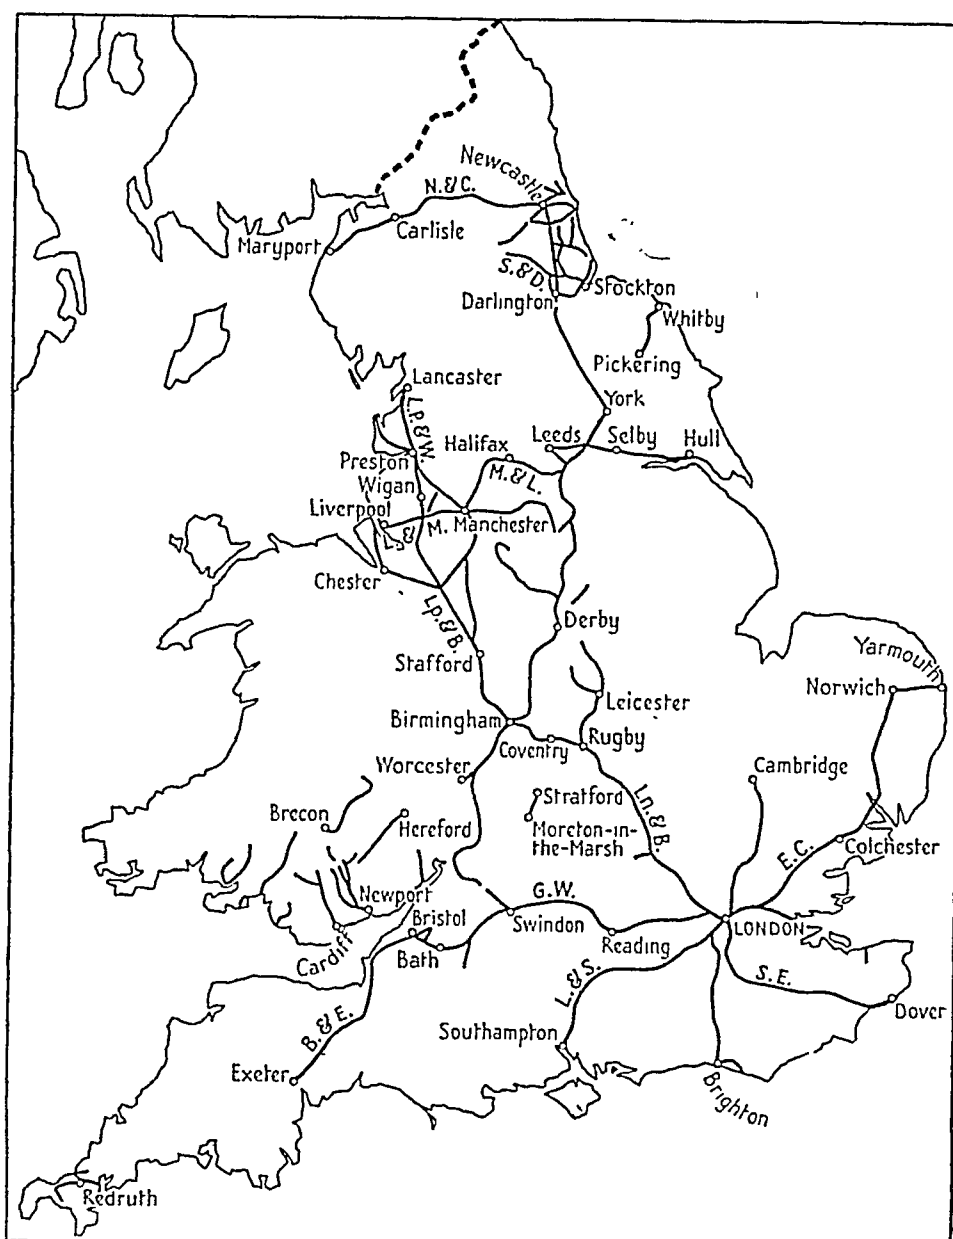 Newcastle
N.&C.
Carlisle
Maryport
S.&D.
Stockton
Darlington
Whitby
Pickering
Lancaster
York
L.P.&W.
Halifax
Leeds
Selby
Hull
Preston
M.&L.
Wigan
Liverpool
L.& M.
Manchester
Chester
Lp.&B.
Derby
Stafford
Yarmouth
Norwich
Leicester
Birmingham
Coventry
Rugby
Worcester
Cambridge
Stratford
Ln.&B.
Brecon
Hereford
Moreton-in-
the-Marsh
E.C.
Colchester
G.W.
Newport
Bristol
Swindon
LONDON
Cardiff
Bath
Reading
L.&S.
S.E.
B.&E.
Dover
Southampton
Exeter
Brighton
Redruth